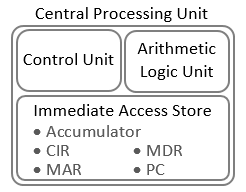 Central Processing Unit
Control Unit
Arithmetic
Logic Unit
Immediate Access Store
• Accumulator
• CIR • MDR
• MAR • PC